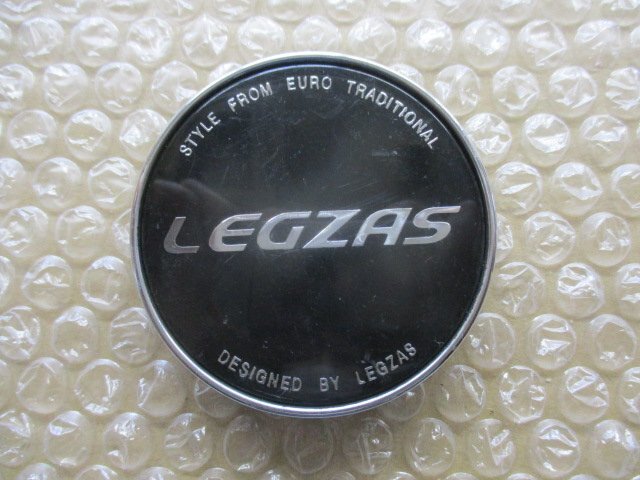 STYLE FROM EURO TRADITIONAL
LEGZAS
DESIGNED BY LEGZAS